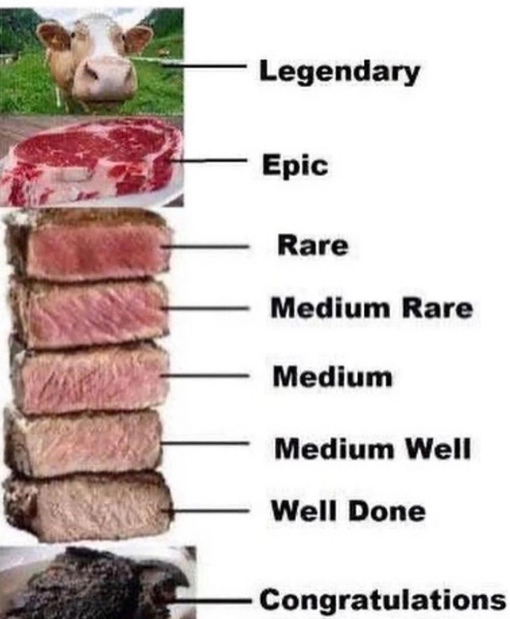 Legendary
Epic
Rare
Medium Rare
Medium
Medium Well
Well Done
Congratulations